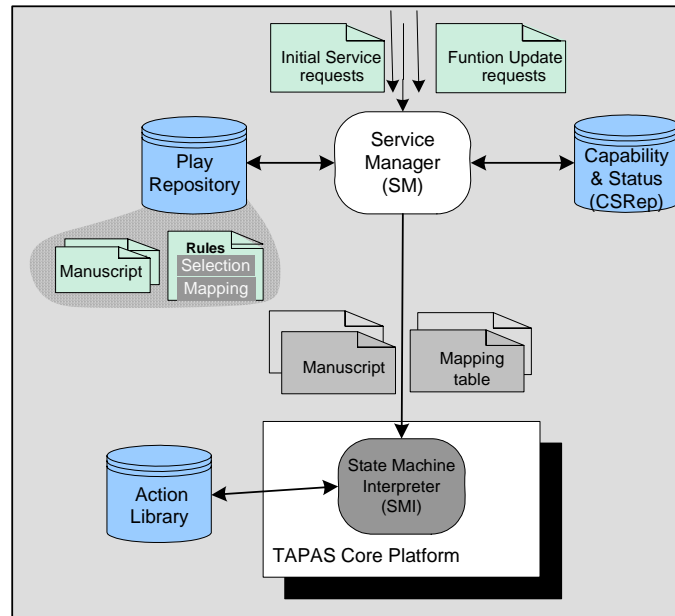 Initial Service
requests
Funtion Update
requests
Play
Repository
Service
Manager
(SM)
Capability
& Status
(CSRep)
Manuscript
Rules
Selection
Mapping
Manuscript
Mapping
table
Action
Library
State Machine
Interpreter
(SMI)
TAPAS Core Platform